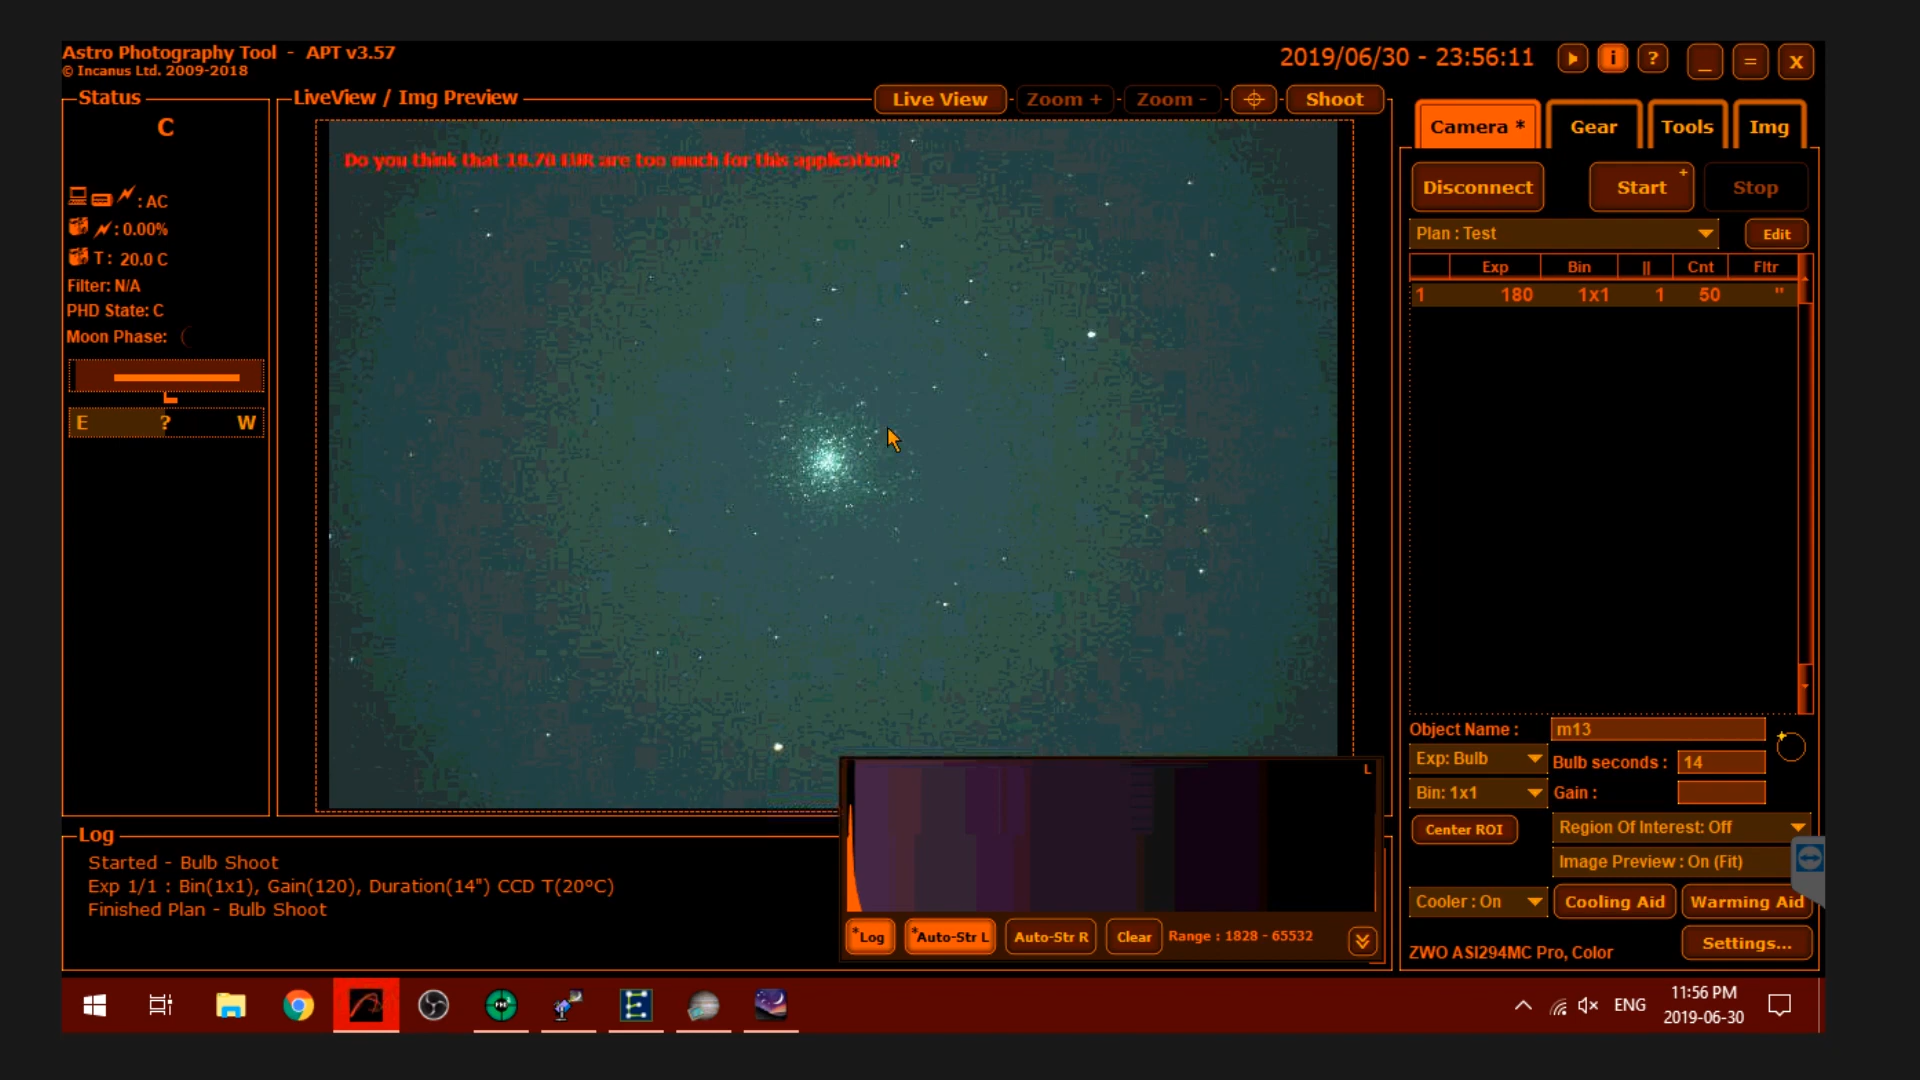 Astro Photography Tool - APT v3.57
© Incanus Ltd. 2009-2018
2019/06/30 - 23:56:11
i
?
_
=
X
Status
C
: AC
: 0.00%
T : 20.0 C
Filter: N/A
PHD State: C
Moon Phase:
E ? W
LiveView / Img Preview
Live View
Zoom +
Zoom -
Shoot
Do you think that 18.70 EUR are too much for this application?
Camera *
Gear
Tools
Img
Disconnect
Start +
Stop
Plan : Test
Edit
Exp Bin || Cnt Fltr
1 180 1x1 1 50 "
Object Name : m13
Exp: Bulb
Bulb seconds : 14
Bin: 1x1
Gain :
Center ROI
Region Of Interest: Off
Image Preview : On (Fit)
Cooler : On
Cooling Aid
Warming Aid
ZWO ASI294MC Pro, Color
Settings...
Log
Started - Bulb Shoot
Exp 1/1 : Bin(1x1), Gain(120), Duration(14") CCD T(20°C)
Finished Plan - Bulb Shoot
L
*Log
*Auto-Str L
Auto-Str R
Clear
Range : 1828 - 65532
ENG
11:56 PM
2019-06-30